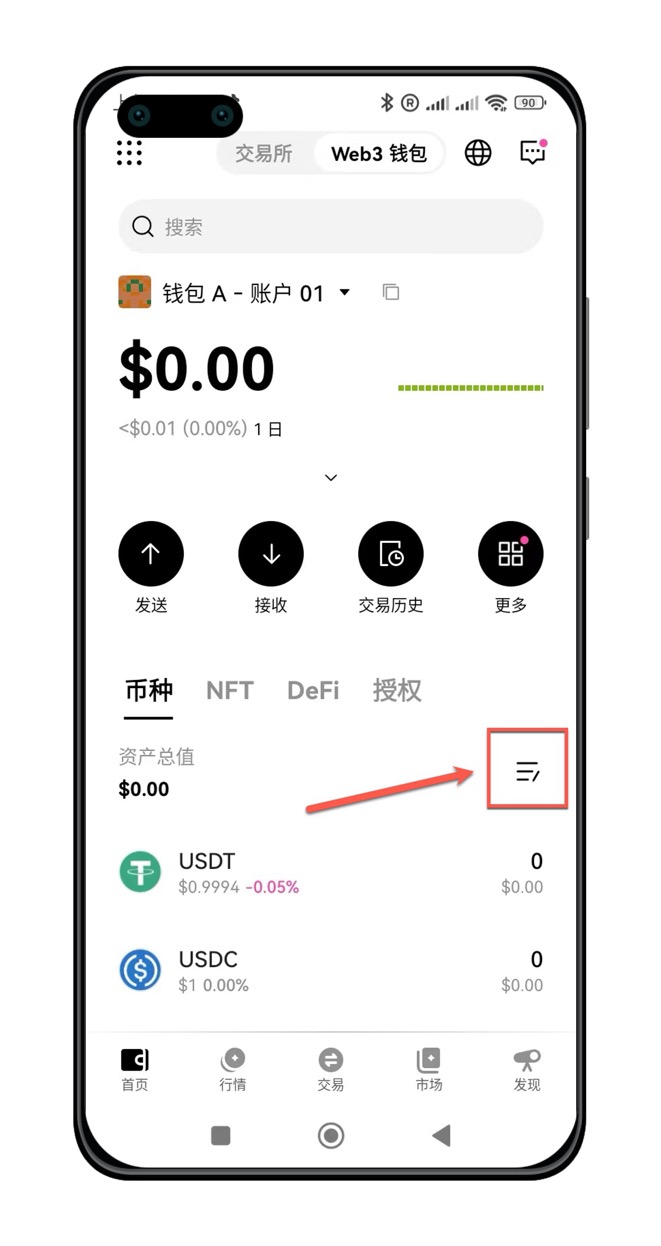 90
交易所 Web3 钱包
搜索
钱包 A - 账户 01
$0.00
<$0.01 (0.00%) 1 日
发送 接收 交易历史 更多
币种 NFT DeFi 授权
资产总值
$0.00
USDT 0
$0.9994 -0.05% $0.00
USDC 0
$1 0.00% $0.00
首页 行情 交易 市场 发现